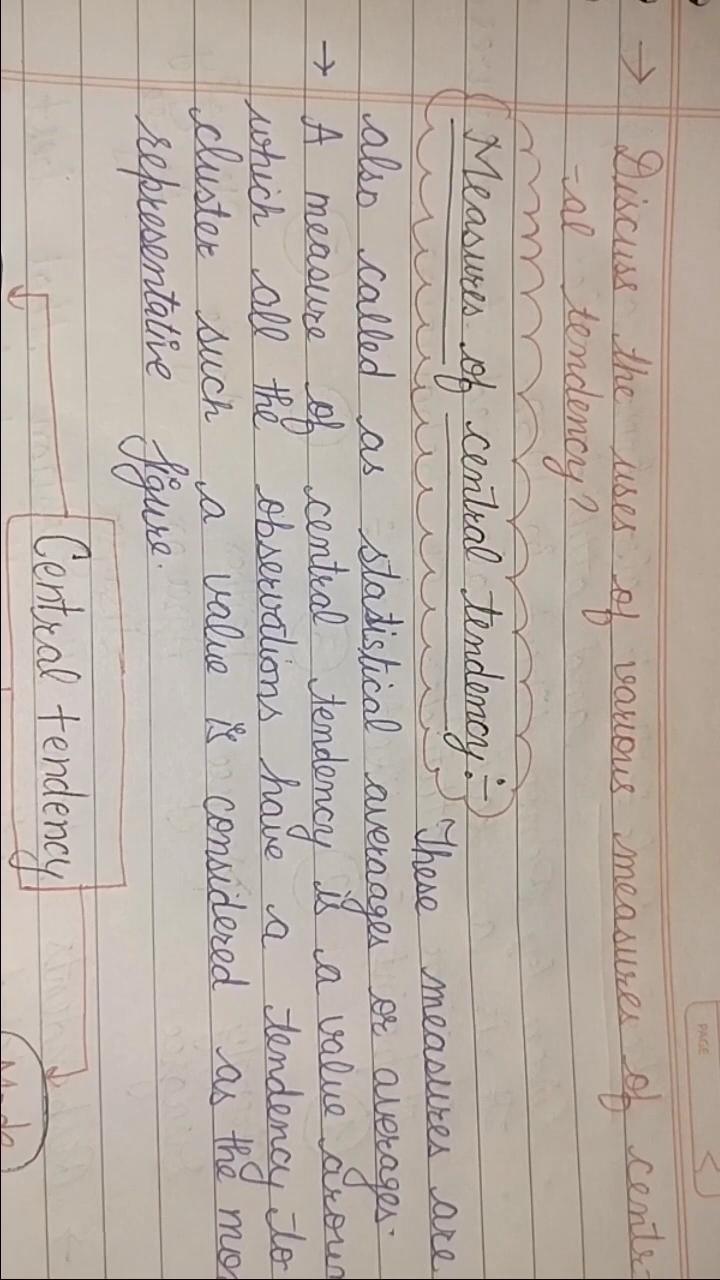 PAGE
→ Discuss the uses of various measures of centr-
-al tendency?
Measures of central tendency:- These measures are
also called as statistical averages or averages.
→ A measure of central tendency is a value aroun
which all the observations have a tendency to
cluster such a value is considered as the mo
representative figure.
Central tendency